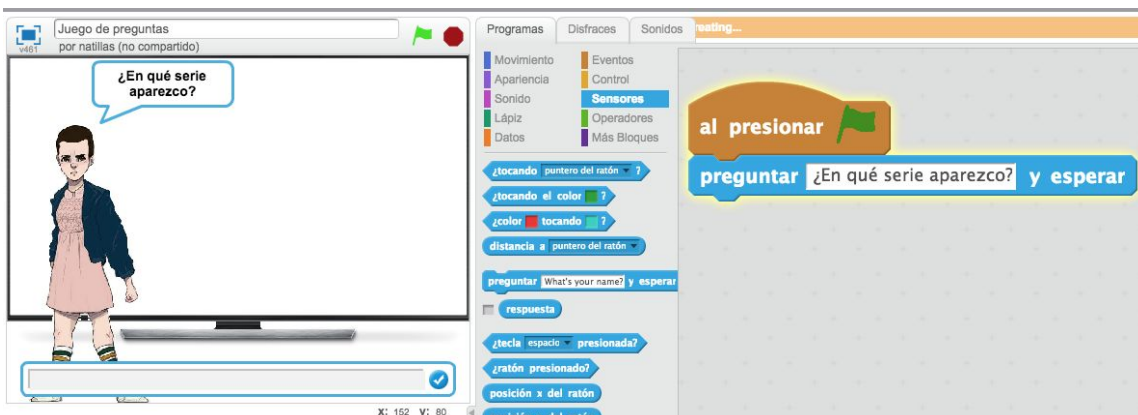 Juego de preguntas
por natillas (no compartido)
v461
¿En qué serie
aparezco?
X: 152 Y: 80
Programas Disfraces Sonidos
Movimiento Eventos
Apariencia Control
Sonido Sensores
Lápiz Operadores
Datos Más Bloques
¿tocando puntero del ratón ?
¿tocando el color ?
¿color tocando ?
distancia a puntero del ratón
preguntar What's your name? y esperar
respuesta
¿tecla espacio presionada?
¿ratón presionado?
posición x del ratón
eating...
al presionar
preguntar ¿En qué serie aparezco? y esperar